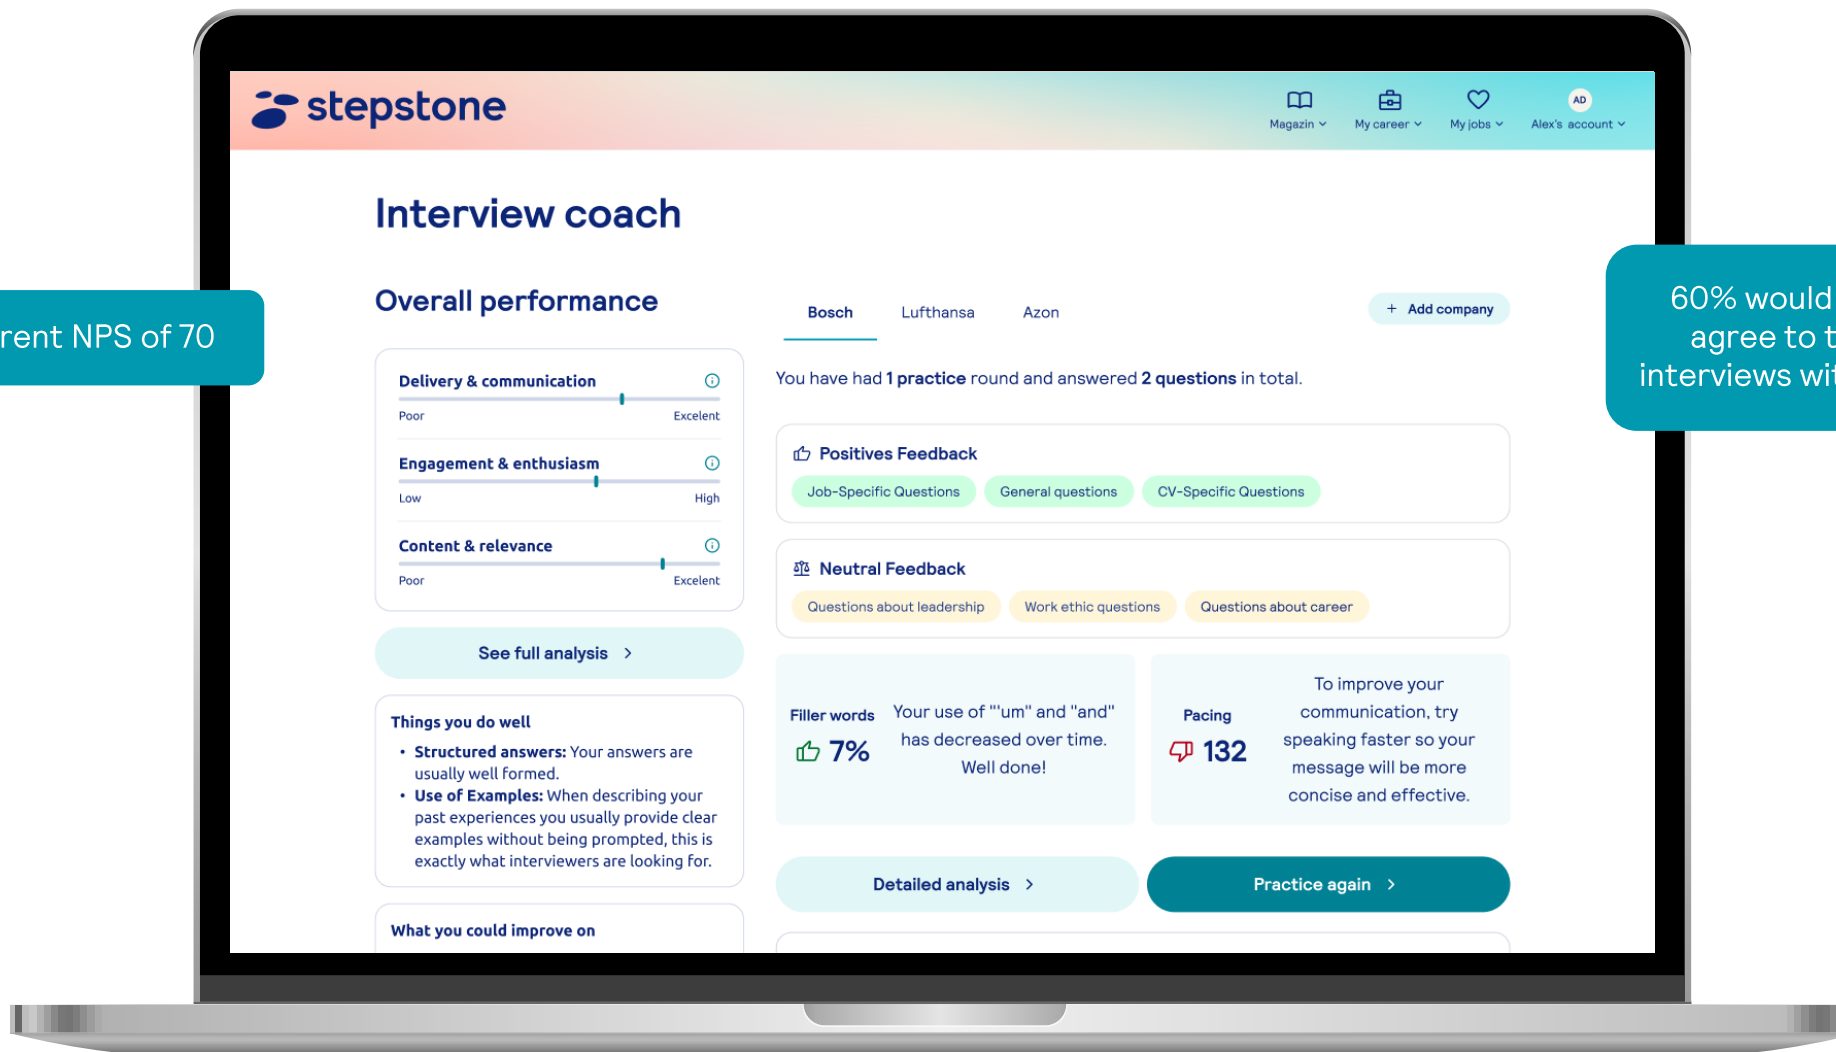 stepstone
Magazin
My career
My jobs
AD
Alex's account
Interview coach
Overall performance
Delivery & communication
Poor Excelent
Engagement & enthusiasm
Low High
Content & relevance
Poor Excelent
See full analysis
Things you do well
• Structured answers: Your answers are
usually well formed.
• Use of Examples: When describing your
past experiences you usually provide clear
examples without being prompted, this is
exactly what interviewers are looking for.
What you could improve on
Bosch Lufthansa Azon
+ Add company
You have had 1 practice round and answered 2 questions in total.
Positives Feedback
Job-Specific Questions General questions CV-Specific Questions
Neutral Feedback
Questions about leadership Work ethic questions Questions about career
Filler words
7%
Your use of "'um" and "and"
has decreased over time.
Well done!
Pacing
132
To improve your
communication, try
speaking faster so your
message will be more
concise and effective.
Detailed analysis
Practice again
NPS of 70
60% would
agree to
interviews